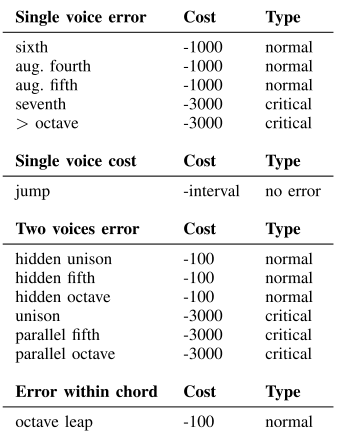 Single voice error Cost Type
sixth -1000 normal
aug. fourth -1000 normal
aug. fifth -1000 normal
seventh -3000 critical
> octave -3000 critical
Single voice cost Cost Type
jump -interval no error
Two voices error Cost Type
hidden unison -100 normal
hidden fifth -100 normal
hidden octave -100 normal
unison -3000 critical
parallel fifth -3000 critical
parallel octave -3000 critical
Error within chord Cost Type
octave leap -100 normal